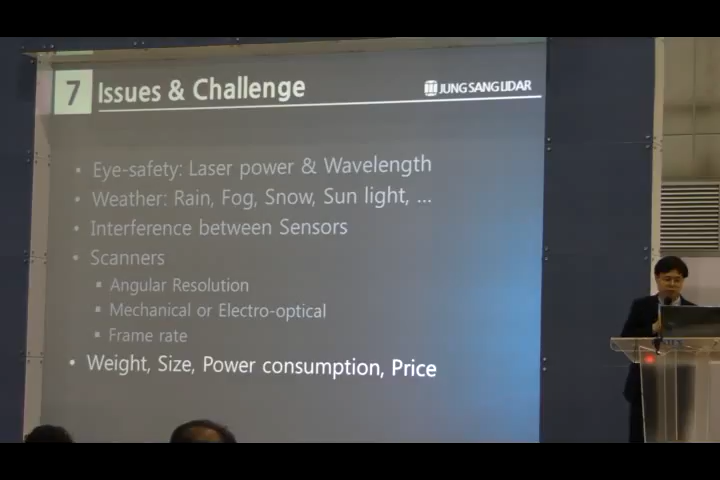 7 Issues & Challenge
JUNG SANG LIDAR
• Eye-safety: Laser power & Wavelength
• Weather: Rain, Fog, Snow, Sun light, ...
• Interference between Sensors
• Scanners
▪ Angular Resolution
▪ Mechanical or Electro-optical
▪ Frame rate
• Weight, Size, Power consumption, Price